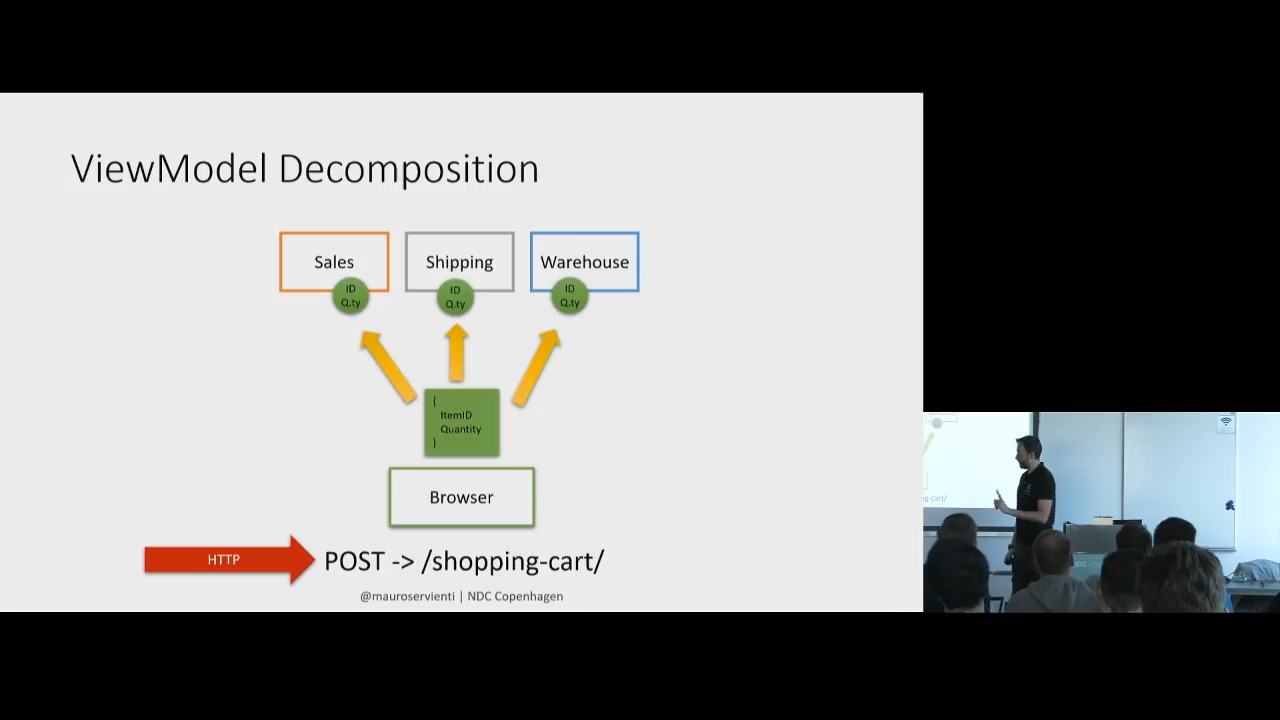 ViewModel Decomposition
Sales
Shipping
Warehouse
ID
Q.ty
ID
Q.ty
ID
Q.ty
{
ItemID
Quantity
}
Browser
HTTP
POST -> /shopping-cart/
@mauroservienti | NDC Copenhagen